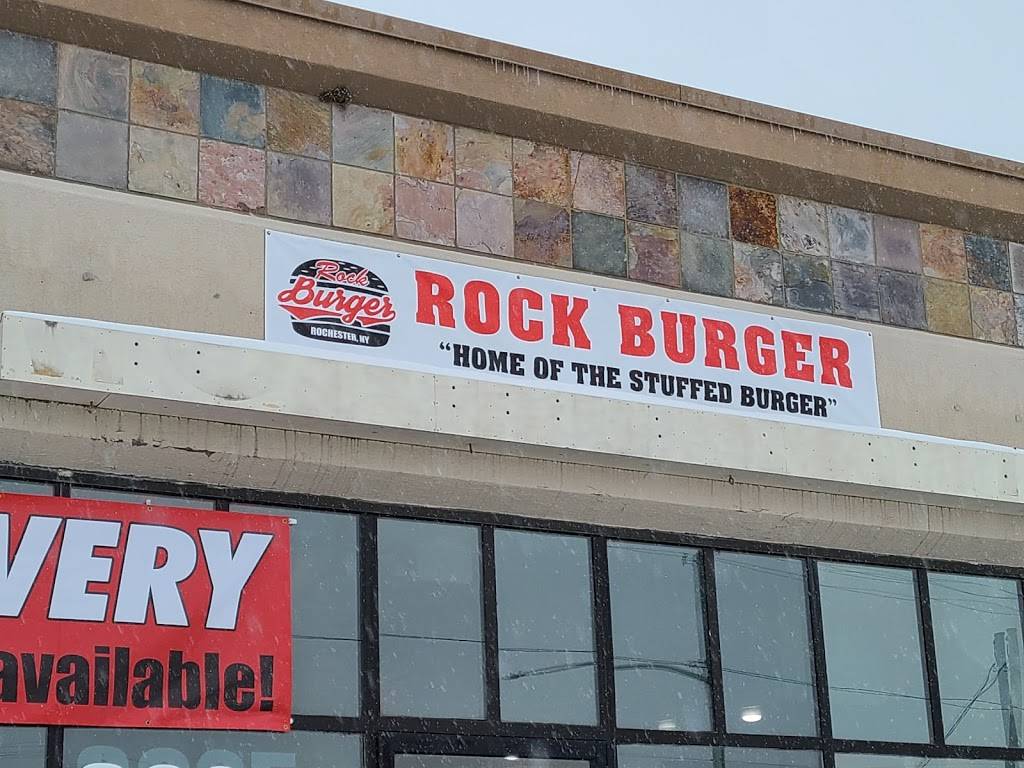 Rock
Burger
ROCHESTER, NY
ROCK BURGER
“HOME OF THE STUFFED BURGER”
VERY
available!